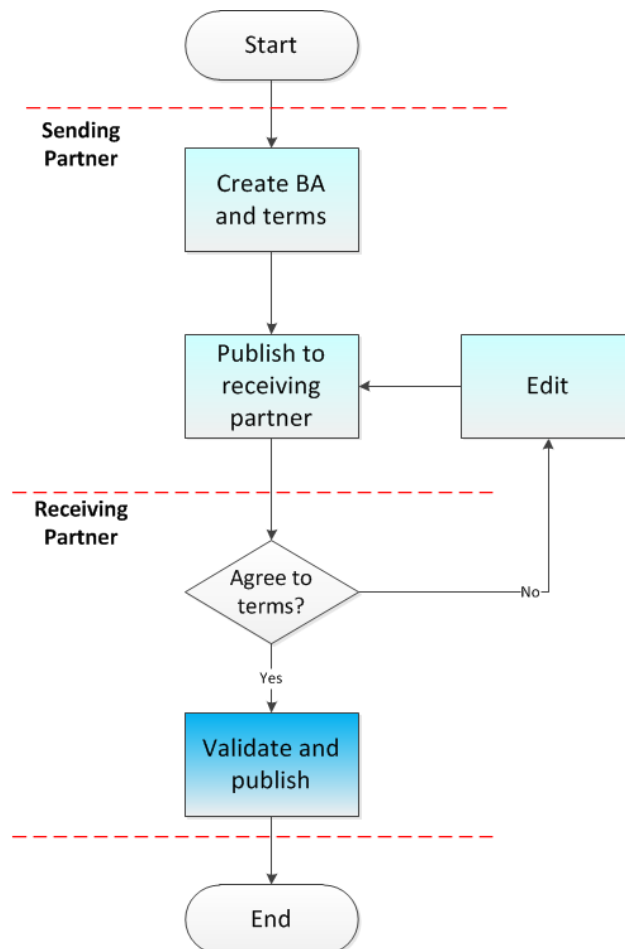 Start
Sending
Partner
Create BA
and terms
Publish to
receiving
partner
Edit
Receiving
Partner
Agree to
terms?
No
Yes
Validate and
publish
End